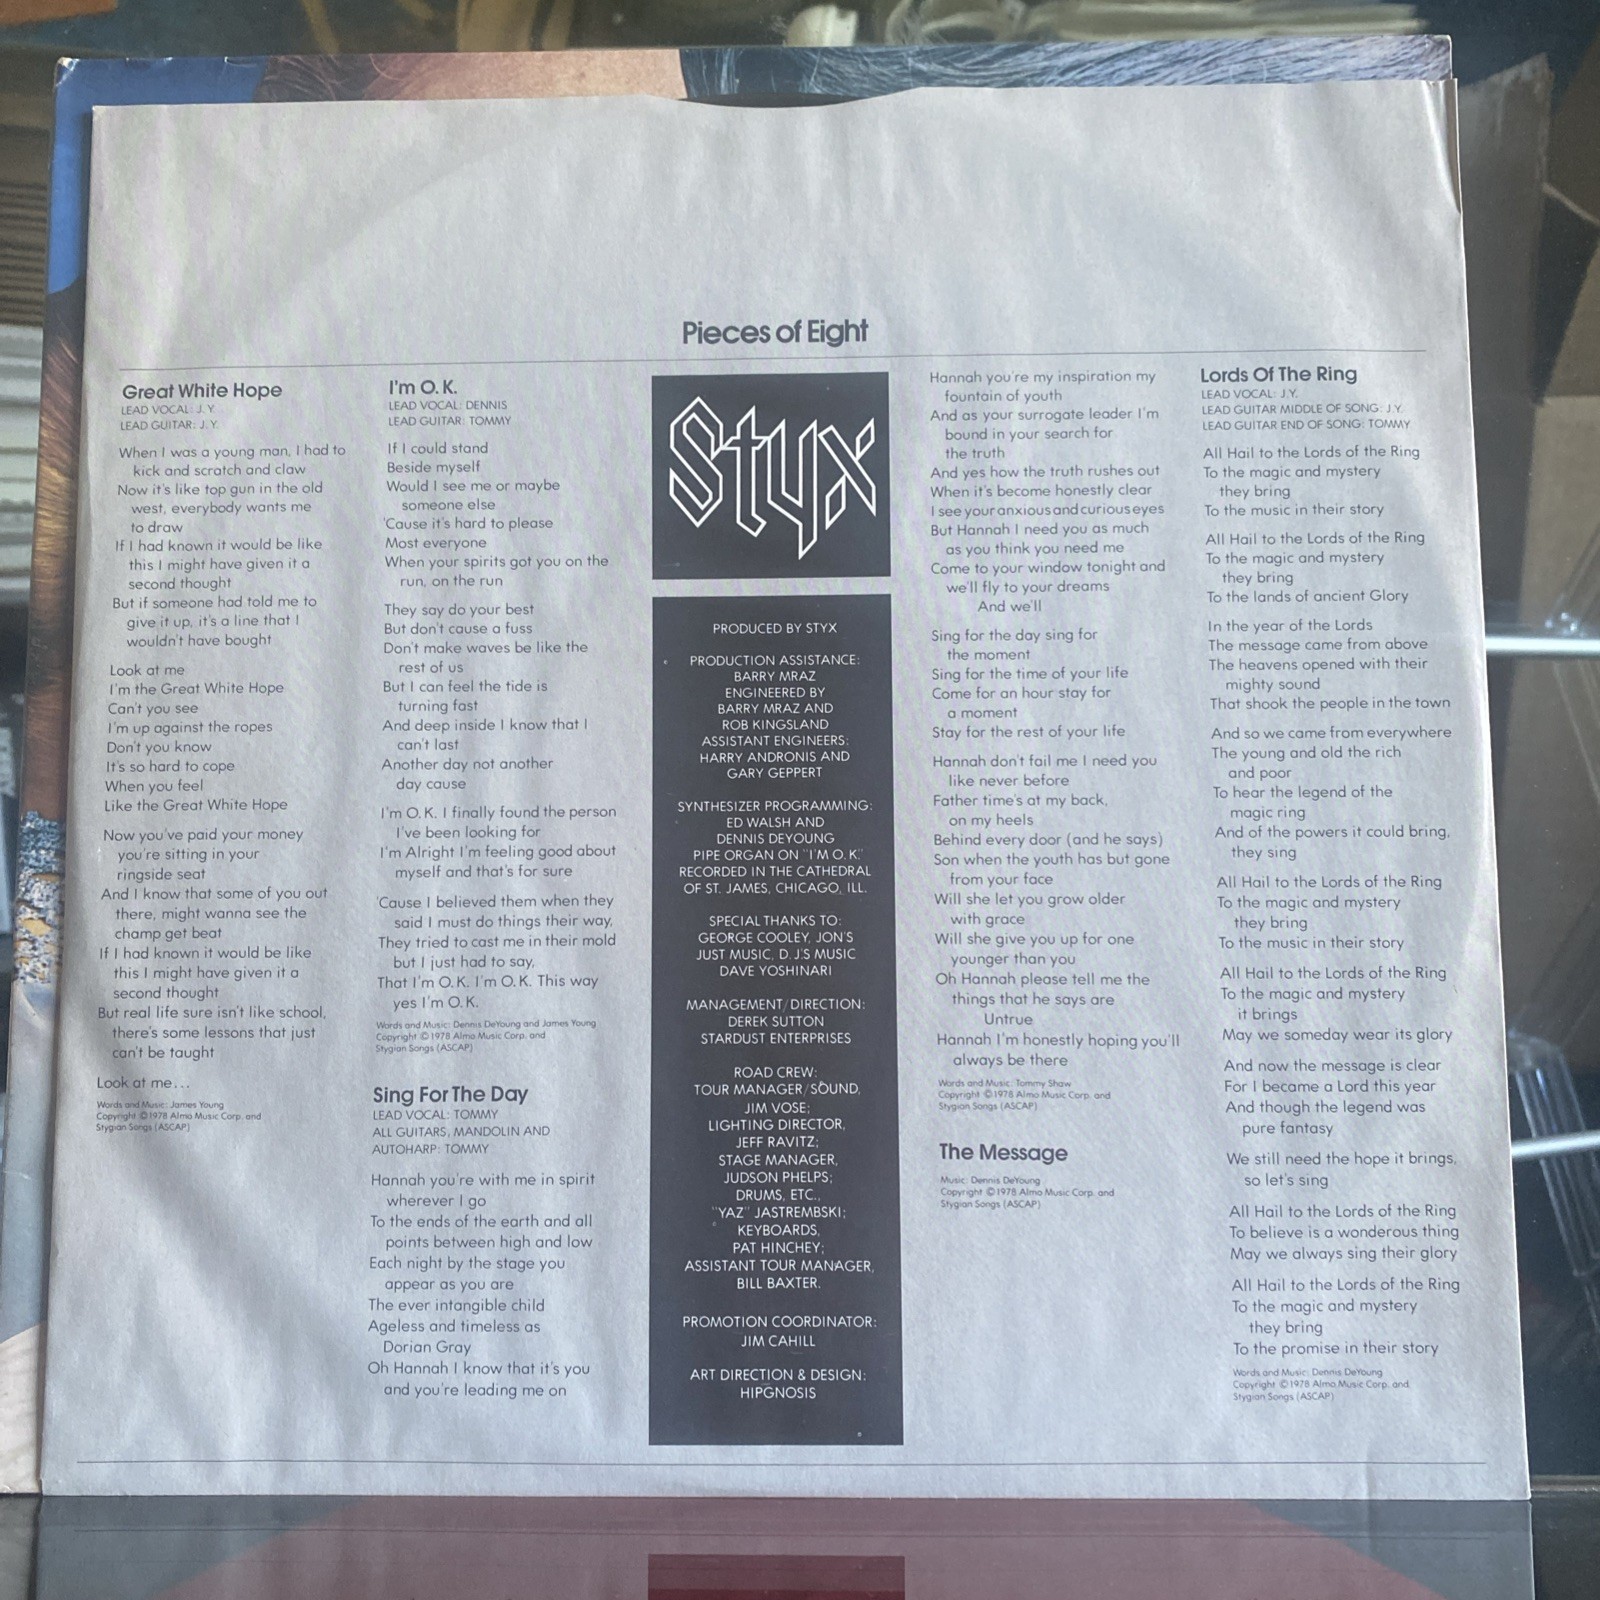 Pieces of Eight
Great White Hope
LEAD VOCAL: J.Y.
LEAD GUITAR: J.Y.
When I was a young man, I had to
kick and scratch and claw
Now it's like top gun in the old
west, everybody wants me
to draw
If I had known it would be like
this I might have given it a
second thought
But if someone had told me to
give it up, it's a line that I
wouldn't have bought
Look at me
I'm the Great White Hope
Can't you see
I'm up against the ropes
Don't you know
It's so hard to cope
When you feel
Like the Great White Hope
Now you've paid your money
you're sitting in your
ringside seat
And I know that some of you out
there, might wanna see the
champ get beat
If I had known it would be like
this I might have given it a
second thought
But real life sure isn't like school,
there's some lessons that just
can't be taught
Look at me...
Words and Music: James Young
Copyright ©1978 Almo Music Corp. and
Stygian Songs (ASCAP)
I'm O.K.
LEAD VOCAL: DENNIS
LEAD GUITAR: TOMMY
If I could stand
Beside myself
Would I see me or maybe
someone else
'Cause it's hard to please
Most everyone
When your spirits got you on the
run, on the run
They say do your best
But don't cause a fuss
Don't make waves be like the
rest of us
But I can feel the tide is
turning fast
And deep inside I know that I
can't last
Another day not another
day cause
I'm O.K. I finally found the person
I've been looking for
I'm Alright I'm feeling good about
myself and that's for sure
'Cause I believed them when they
said I must do things their way,
They tried to cast me in their mold
but I just had to say,
That I'm O.K. I'm O.K. This way
yes I'm O.K.
Words and Music: Dennis DeYoung and James Young
Copyright ©1978 Almo Music Corp. and
Stygian Songs (ASCAP)
Sing For The Day
LEAD VOCAL: TOMMY
ALL GUITARS, MANDOLIN AND
AUTOHARP: TOMMY
Hannah you're with me in spirit
wherever I go
To the ends of the earth and all
points between high and low
Each night by the stage you
appear as you are
The ever intangible child
Ageless and timeless as
Dorian Gray
Oh Hannah I know that it's you
and you're leading me on
Styx
PRODUCED BY STYX
PRODUCTION ASSISTANCE:
BARRY MRAZ
ENGINEERED BY
BARRY MRAZ AND
ROB KINGSLAND
ASSISTANT ENGINEERS:
HARRY ANDRONIS AND
GARY GEPPERT
SYNTHESIZER PROGRAMMING:
ED WALSH AND
DENNIS DEYOUNG
PIPE ORGAN ON "I'M O.K."
RECORDED IN THE CATHEDRAL
OF ST. JAMES, CHICAGO, ILL.
SPECIAL THANKS TO:
GEORGE COOLEY, JON'S
JUST MUSIC, D. J.'S MUSIC
DAVE YOSHINARI
MANAGEMENT/DIRECTION:
DEREK SUTTON
STARDUST ENTERPRISES
ROAD CREW:
TOUR MANAGER/SOUND,
JIM VOSE;
LIGHTING DIRECTOR,
JEFF RAVITZ;
STAGE MANAGER,
JUDSON PHELPS;
DRUMS, ETC.,
"YAZ" JASTREMBSKI;
KEYBOARDS,
PAT HINCHEY;
ASSISTANT TOUR MANAGER,
BILL BAXTER.
PROMOTION COORDINATOR:
JIM CAHILL
ART DIRECTION & DESIGN:
HIPGNOSIS
Hannah you're my inspiration my
fountain of youth
And as your surrogate leader I'm
bound in your search for
the truth
And yes how the truth rushes out
When it's become honestly clear
I see your anxious and curious eyes
But Hannah I need you as much
as you think you need me
Come to your window tonight and
we'll fly to your dreams
And we'll
Sing for the day sing for
the moment
Sing for the time of your life
Come for an hour stay for
a moment
Stay for the rest of your life
Hannah don't fail me I need you
like never before
Father time's at my back,
on my heels
Behind every door (and he says)
Son when the youth has but gone
from your face
Will she let you grow older
with grace
Will she give you up for one
younger than you
Oh Hannah please tell me the
things that he says are
Untrue
Hannah I'm honestly hoping you'll
always be there
Words and Music: Tommy Shaw
Copyright ©1978 Almo Music Corp. and
Stygian Songs (ASCAP)
The Message
Music: Dennis DeYoung
Copyright ©1978 Almo Music Corp. and
Stygian Songs (ASCAP)
Lords Of The Ring
LEAD VOCAL: J.Y.
LEAD GUITAR MIDDLE OF SONG: J.Y.
LEAD GUITAR END OF SONG: TOMMY
All Hail to the Lords of the Ring
To the magic and mystery
they bring
To the music in their story
All Hail to the Lords of the Ring
To the magic and mystery
they bring
To the lands of ancient Glory
In the year of the Lords
The message came from above
The heavens opened with their
mighty sound
That shook the people in the town
And so we came from everywhere
The young and old the rich
and poor
To hear the legend of the
magic ring
And of the powers it could bring,
they sing
All Hail to the Lords of the Ring
To the magic and mystery
they bring
To the music in their story
All Hail to the Lords of the Ring
To the magic and mystery
it brings
May we someday wear its glory
And now the message is clear
For I became a Lord this year
And though the legend was
pure fantasy
We still need the hope it brings,
so let's sing
All Hail to the Lords of the Ring
To believe is a wonderous thing
May we always sing their glory
All Hail to the Lords of the Ring
To the magic and mystery
they bring
To the promise in their story
Words and Music: Dennis DeYoung
Copyright ©1978 Almo Music Corp. and
Stygian Songs (ASCAP)